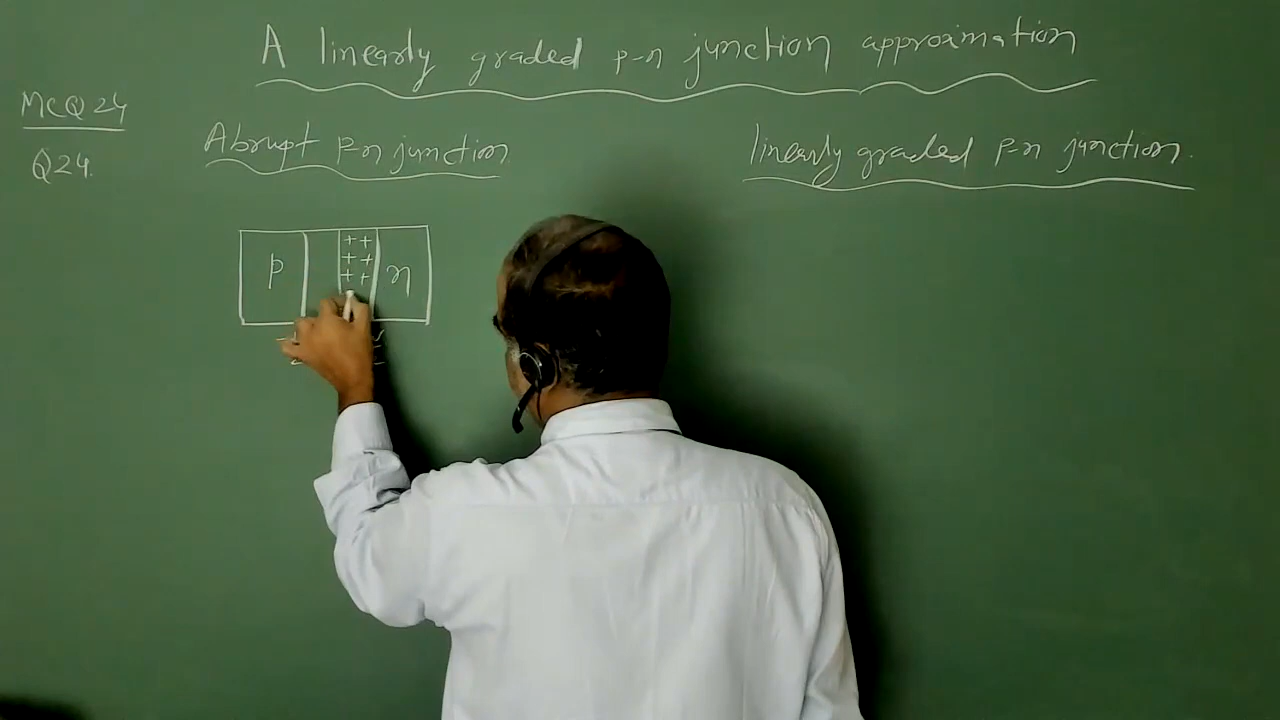 A linearly graded p-n junction approximation
MCQ 24
Q24.
Abrupt p-n junction
linearly graded p-n junction.
p
+ +
+ +
+ +
n